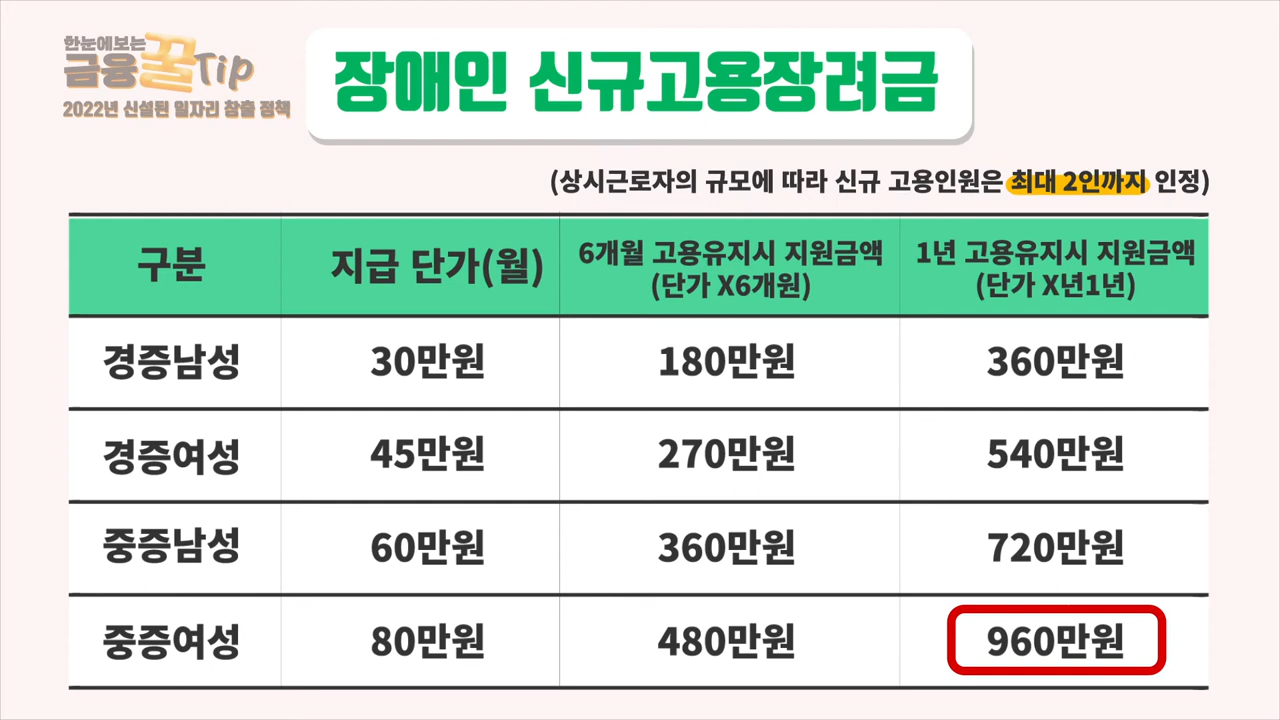 한눈에보는
금융꿀Tip
2022년 신설된 일자리 창출 정책
장애인 신규고용장려금
(상시근로자의 규모에 따라 신규 고용인원은 최대 2인까지 인정)
구분 지급 단가(월) 6개월 고용유지시 지원금액 1년 고용유지시 지원금액
(단가 X6개원) (단가 X년1년)
경증남성 30만원 180만원 360만원
경증여성 45만원 270만원 540만원
중증남성 60만원 360만원 720만원
중증여성 80만원 480만원 960만원